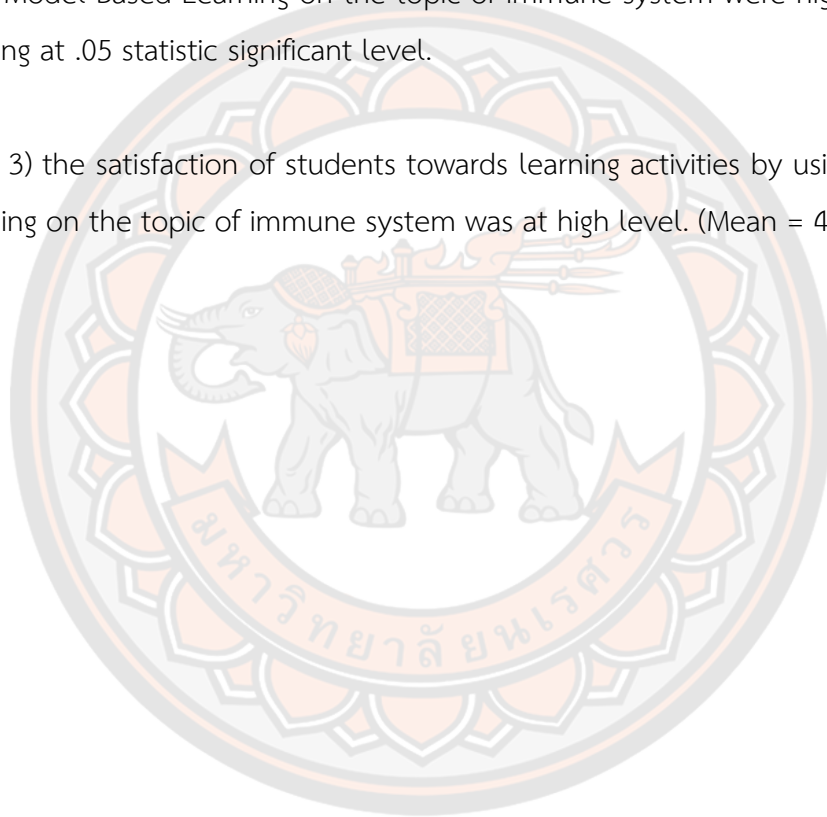 Model Based Learning on the topic of immune system were
ng at .05 statistic significant level.
3) the satisfaction of students towards learning activities by
ing on the topic of immune system was at high level. (Mean = 4
มหาวิทยาลัยนเรศวร